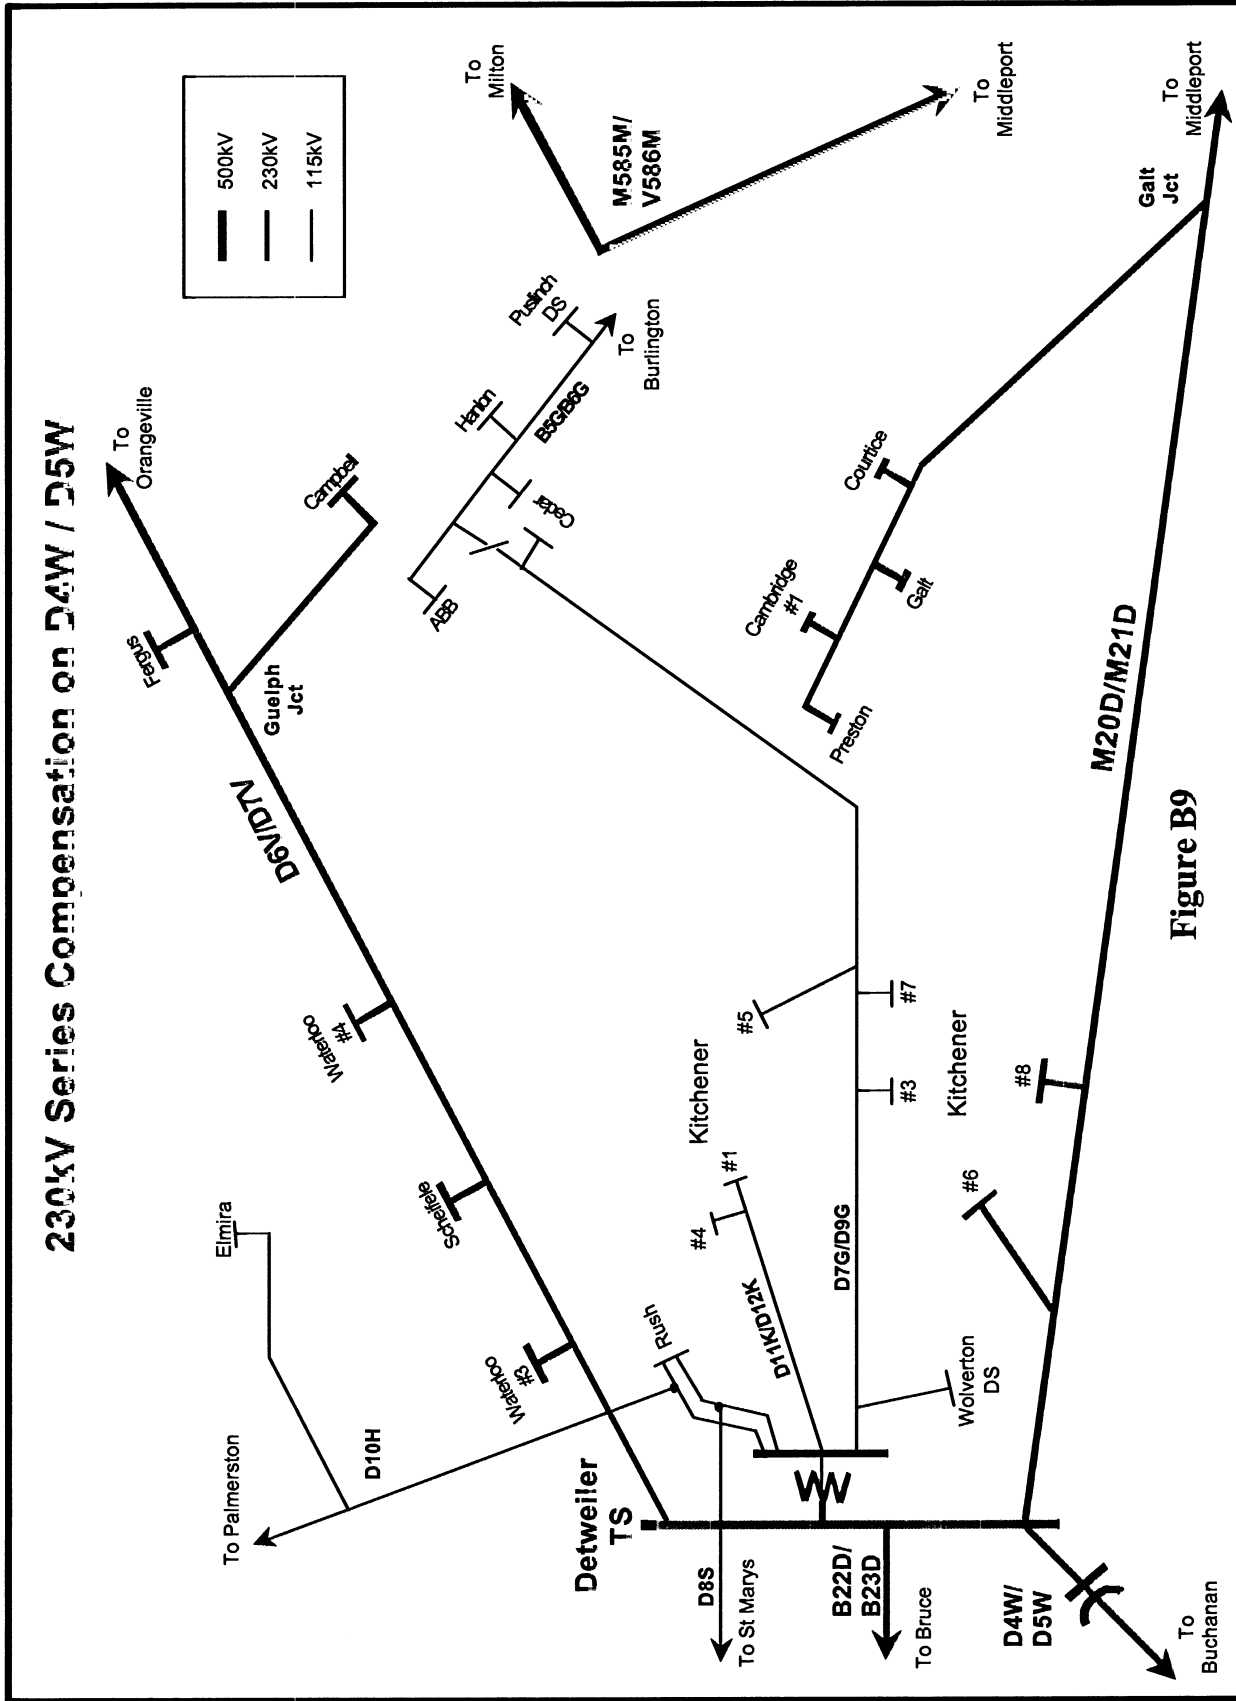 230kV Series Compensation on D4W / D5W
500kV
230kV
115kV
To
Orangeville
To
Milton
M585M/
V586M
To
Middleport
Fergus
Guelph
Jct
Campbell
D6V/D7V
Puslinch
DS
Hanlon
B5G/B6G
To
Burlington
Cedar
ABB
Waterloo
#4
Scheifele
Waterloo
#3
Elmira
D10H
To Palmerston
Detweiler
TS
Rush
D8S
To St Marys
D11K/D12K
#4
#1
Kitchener
#5
#7
#3
Kitchener
D7G/D9G
Wolverton
DS
B22D/
B23D
To Bruce
D4W/
D5W
To
Buchanan
#6
#8
M20D/M21D
Preston
Cambridge
#1
Galt
Courtice
Galt
Jct
To
Middleport
Figure B9